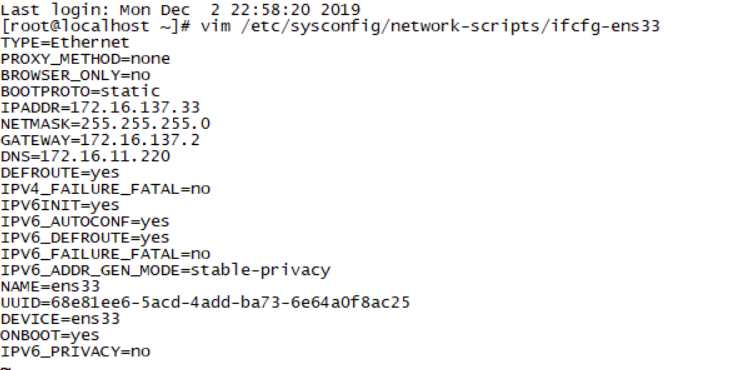 Last login: Mon Dec  2 22:58:20 2019
[root@localhost ~]# vim /etc/sysconfig/network-scripts/ifcfg-ens33
TYPE=Ethernet
PROXY_METHOD=none
BROWSER_ONLY=no
BOOTPROTO=static
IPADDR=172.16.137.33
NETMASK=255.255.255.0
GATEWAY=172.16.137.2
DNS=172.16.11.220
DEFROUTE=yes
IPV4_FAILURE_FATAL=no
IPV6INIT=yes
IPV6_AUTOCONF=yes
IPV6_DEFROUTE=yes
IPV6_FAILURE_FATAL=no
IPV6_ADDR_GEN_MODE=stable-privacy
NAME=ens33
UUID=68e81ee6-5acd-4add-ba73-6e64a0f8ac25
DEVICE=ens33
ONBOOT=yes
IPV6_PRIVACY=no
~